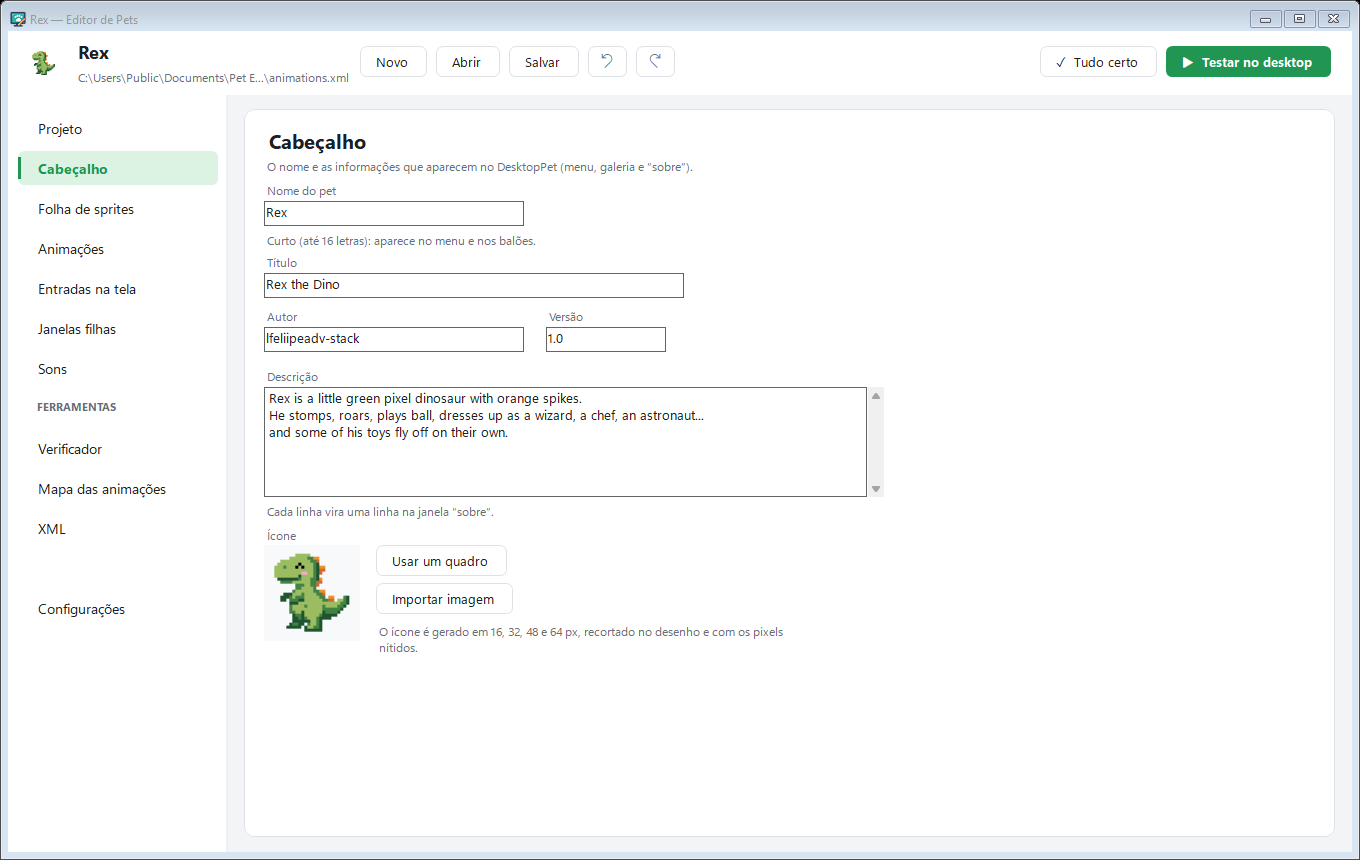 Rex — Editor de Pets
Rex
C:\Users\Public\Documents\Pet E...\animations.xml
Novo
Abrir
Salvar
✓ Tudo certo
▶ Testar no desktop
Projeto
Cabeçalho
Folha de sprites
Animações
Entradas na tela
Janelas filhas
Sons
FERRAMENTAS
Verificador
Mapa das animações
XML
Configurações
Cabeçalho
O nome e as informações que aparecem no DesktopPet (menu, galeria e "sobre").
Nome do pet
Rex
Curto (até 16 letras): aparece no menu e nos balões.
Título
Rex the Dino
Autor
Versão
lfeliipeadv-stack
1.0
Descrição
Rex is a little green pixel dinosaur with orange spikes.
He stomps, roars, plays ball, dresses up as a wizard, a chef, an astronaut...
and some of his toys fly off on their own.
Cada linha vira uma linha na janela "sobre".
Ícone
Usar um quadro
Importar imagem
O ícone é gerado em 16, 32, 48 e 64 px, recortado no desenho e com os pixels
nítidos.